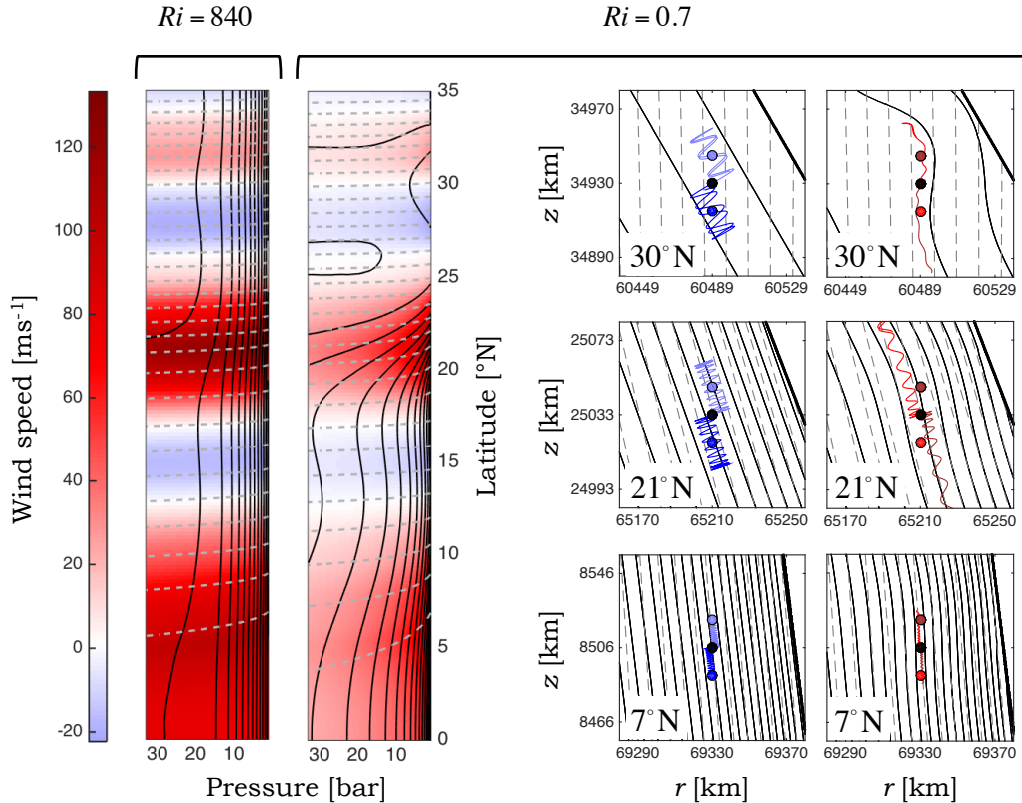 Ri = 840
Ri = 0.7
Wind speed [ms⁻¹]
120
100
80
60
40
20
0
-20
30 20 10
30 20 10
Pressure [bar]
35
30
25
20
15
10
5
0
Latitude [°N]
z [km]
34970
34930
34890
30°N
60449 60489 60529
30°N
60449 60489 60529
z [km]
25073
25033
24993
21°N
65170 65210 65250
21°N
65170 65210 65250
z [km]
8546
8506
8466
7°N
69290 69330 69370
7°N
69290 69330 69370
r [km]
r [km]